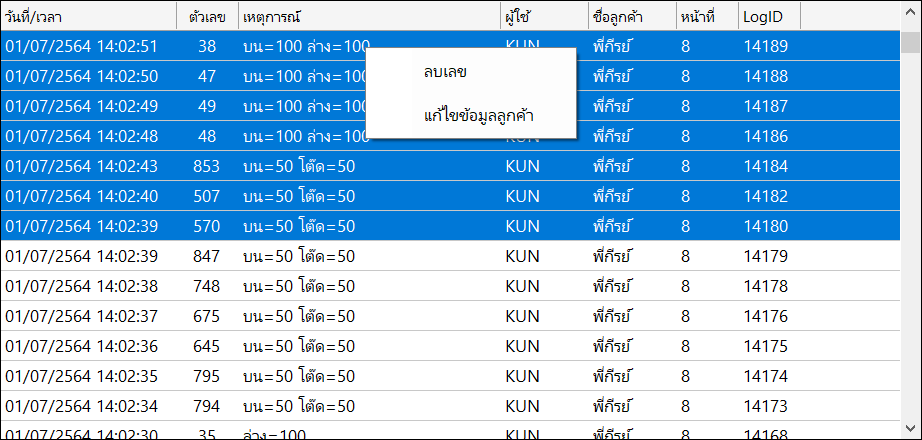 วันที่/เวลา ตัวเลข เหตุการณ์ ผู้ใช้ ชื่อลูกค้า หน้าที่ LogID
01/07/2564 14:02:51 38 บน=100 ล่าง=100 KUN พี่กีรย์ 8 14189
ลบเลข
01/07/2564 14:02:50 47 บน=100 ล่าง=100 พี่กีรย์ 8 14188
01/07/2564 14:02:49 49 บน=100 ล่าง=100 พี่กีรย์ 8 14187
แก้ไขข้อมูลลูกค้า
01/07/2564 14:02:48 48 บน=100 ล่าง=100 พี่กีรย์ 8 14186
01/07/2564 14:02:43 853 บน=50 โต๊ด=50 KUN พี่กีรย์ 8 14184
01/07/2564 14:02:40 507 บน=50 โต๊ด=50 KUN พี่กีรย์ 8 14182
01/07/2564 14:02:39 570 บน=50 โต๊ด=50 KUN พี่กีรย์ 8 14180
01/07/2564 14:02:39 847 บน=50 โต๊ด=50 KUN พี่กีรย์ 8 14179
01/07/2564 14:02:38 748 บน=50 โต๊ด=50 KUN พี่กีรย์ 8 14178
01/07/2564 14:02:37 675 บน=50 โต๊ด=50 KUN พี่กีรย์ 8 14176
01/07/2564 14:02:36 645 บน=50 โต๊ด=50 KUN พี่กีรย์ 8 14175
01/07/2564 14:02:35 795 บน=50 โต๊ด=50 KUN พี่กีรย์ 8 14174
01/07/2564 14:02:34 794 บน=50 โต๊ด=50 KUN พี่กีรย์ 8 14173
01/07/2564 14:02:30 35 ล่าง=100 KUN พี่กีรย์ 8 14168